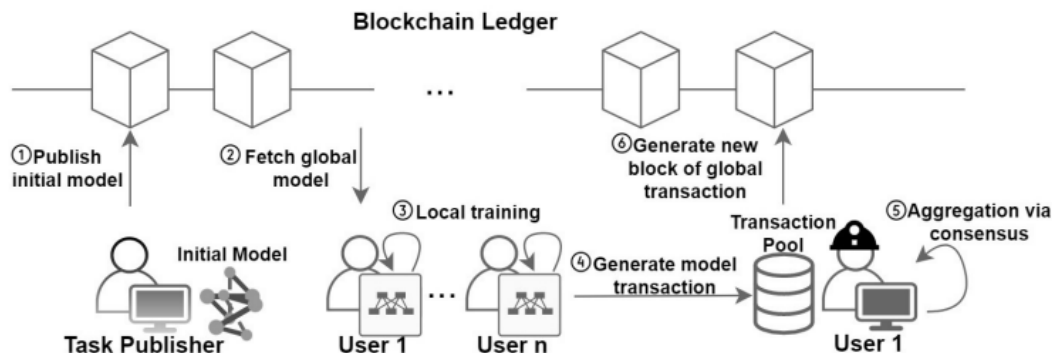 Blockchain Ledger
...
①Publish
initial model
② Fetch global
model
⑥Generate new
block of global
transaction
③ Local training
Initial Model
Task Publisher
...
User 1
User n
④Generate model
transaction
Transaction
Pool
⑤Aggregation via
consensus
User 1